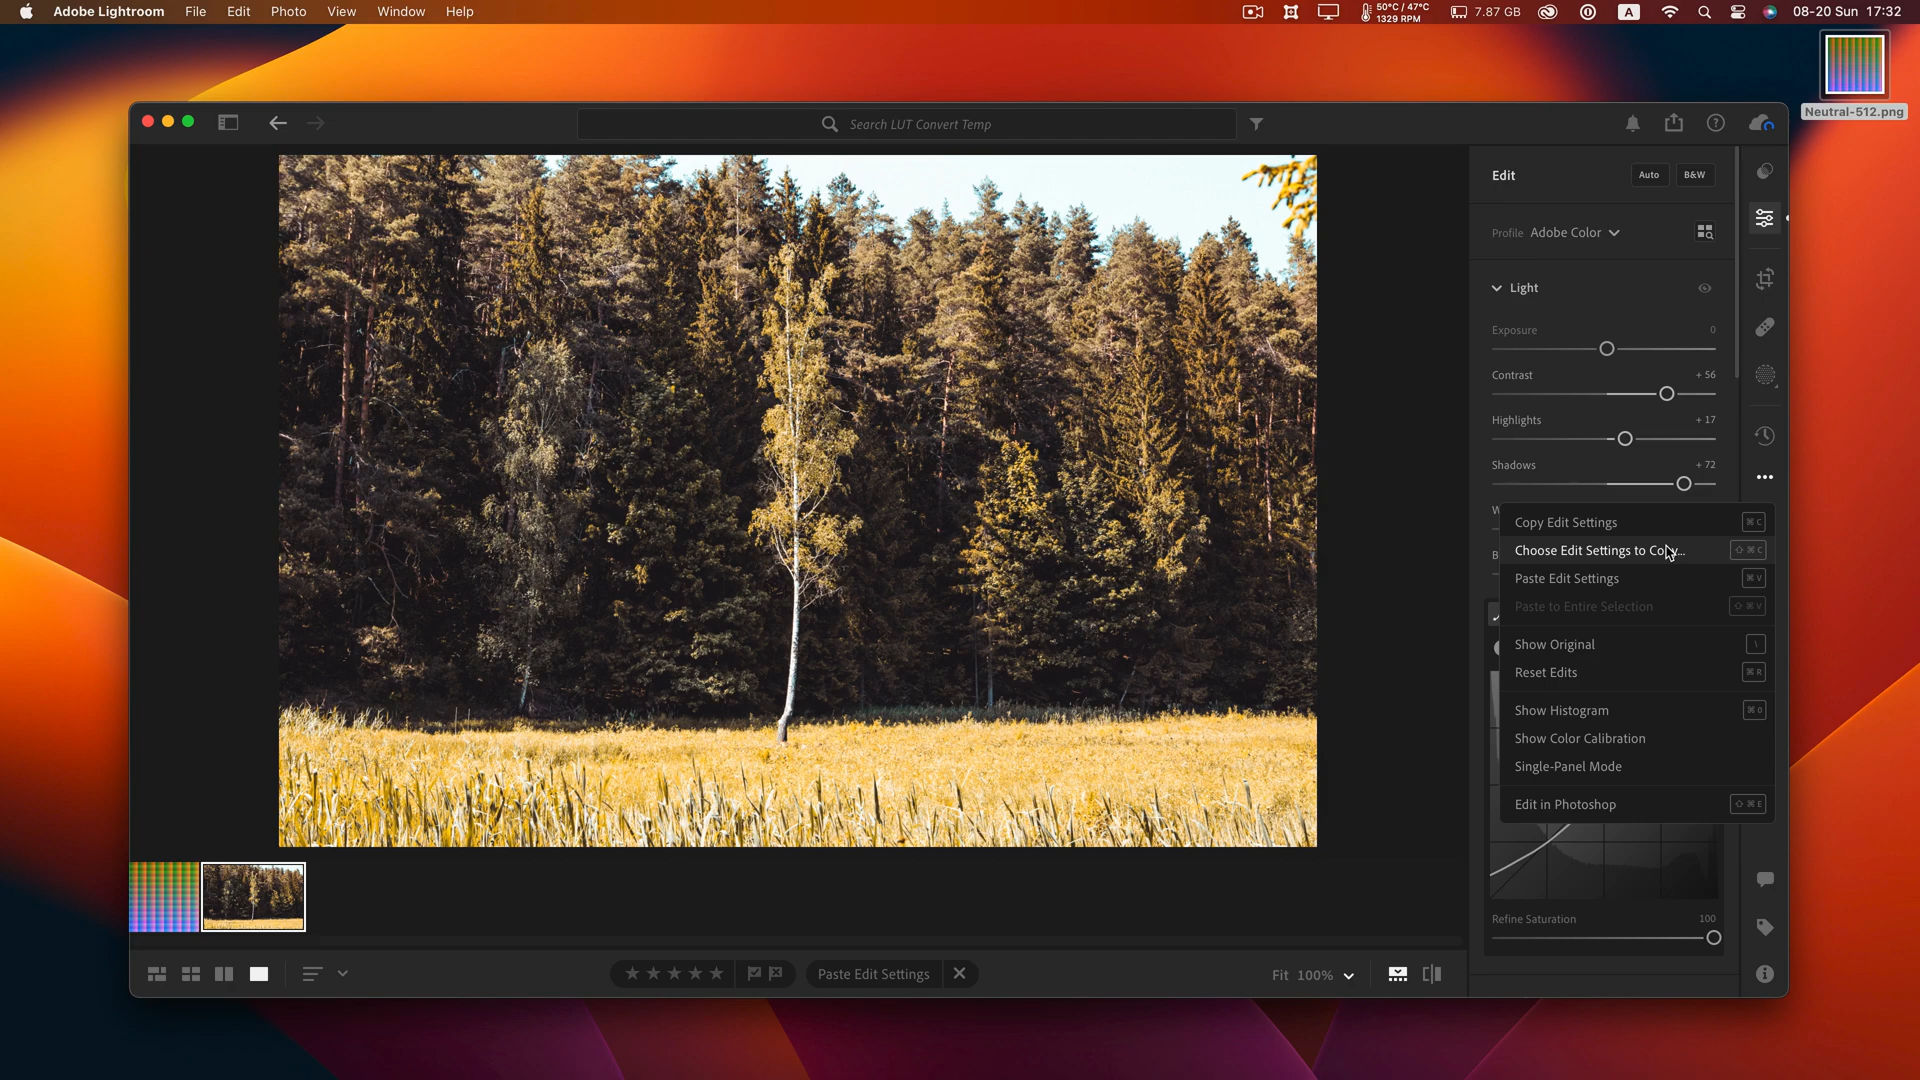 Adobe Lightroom File Edit Photo View Window Help
50°C / 47°C
1329 RPM
7.87 GB A 08-20 Sun 17:32
Neutral-512.png
Search LUT Convert Temp
Edit Auto B&W
Profile Adobe Color
Light
Exposure 0
Contrast + 56
Highlights + 17
Shadows + 72
W
Copy Edit Settings ⌘ C
B
Choose Edit Settings to Copy... ⇧ ⌘ C
Paste Edit Settings ⌘ V
Paste to Entire Selection ⇧ ⌘ V
Show Original \
Reset Edits ⌘ R
Show Histogram ⌘ 0
Show Color Calibration
Single-Panel Mode
Edit in Photoshop ⇧ ⌘ E
Refine Saturation 100
Paste Edit Settings
Fit 100%